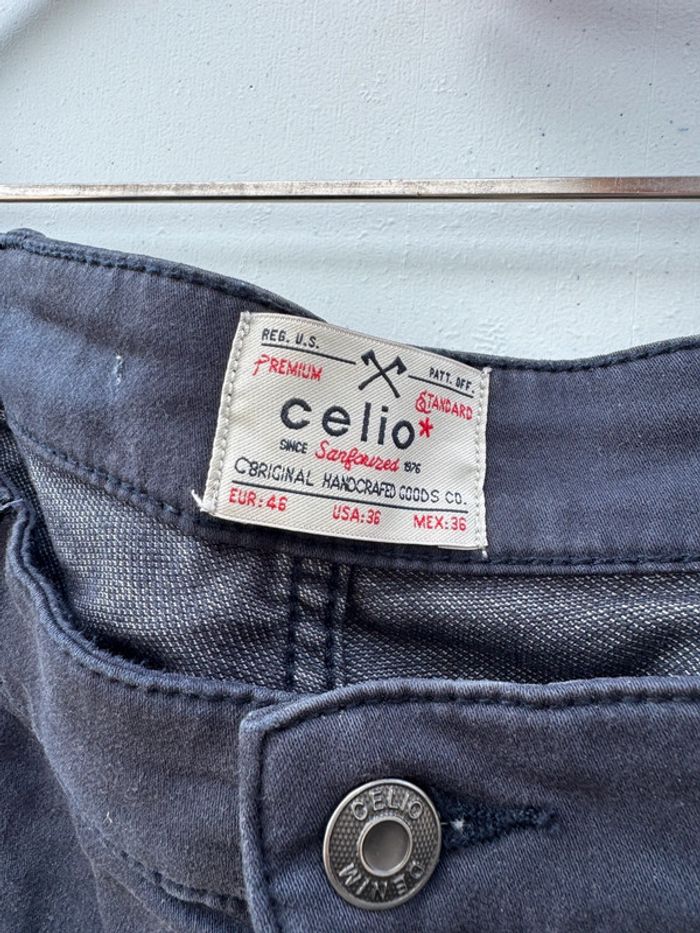 REG. U.S.
PATT. OFF.
PREMIUM
STANDARD
celio*
SINCE Sanforized 1976
ORIGINAL HANDCRAFED GOODS CO.
EUR:46 USA:36 MEX:36
CELIO
DENIM